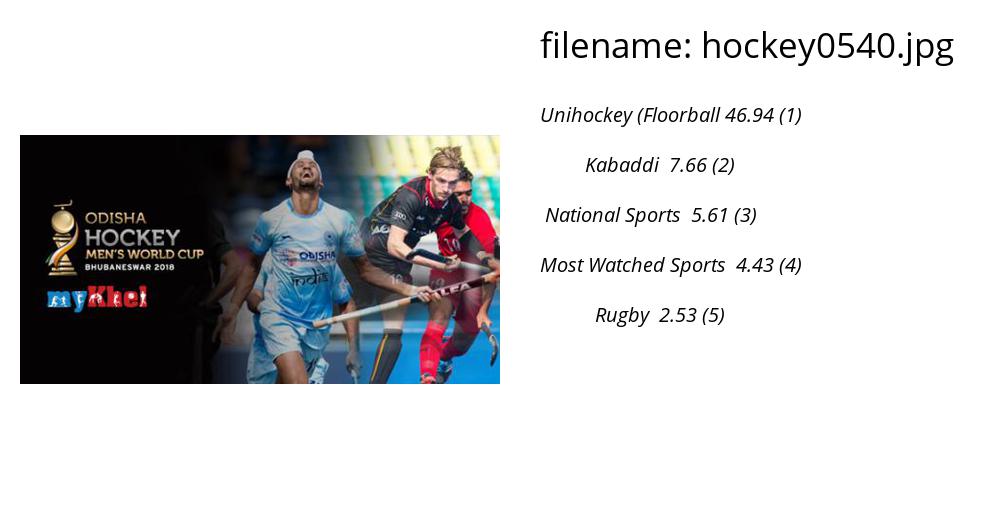 filename: hockey0540.jpg
Unihockey (Floorball 46.94 (1)
Kabaddi 7.66 (2)
National Sports 5.61 (3)
Most Watched Sports 4.43 (4)
Rugby 2.53 (5)
ODISHA
HOCKEY
MEN'S WORLD CUP
BHUBANESWAR 2018
myKhel
ODISHA
india